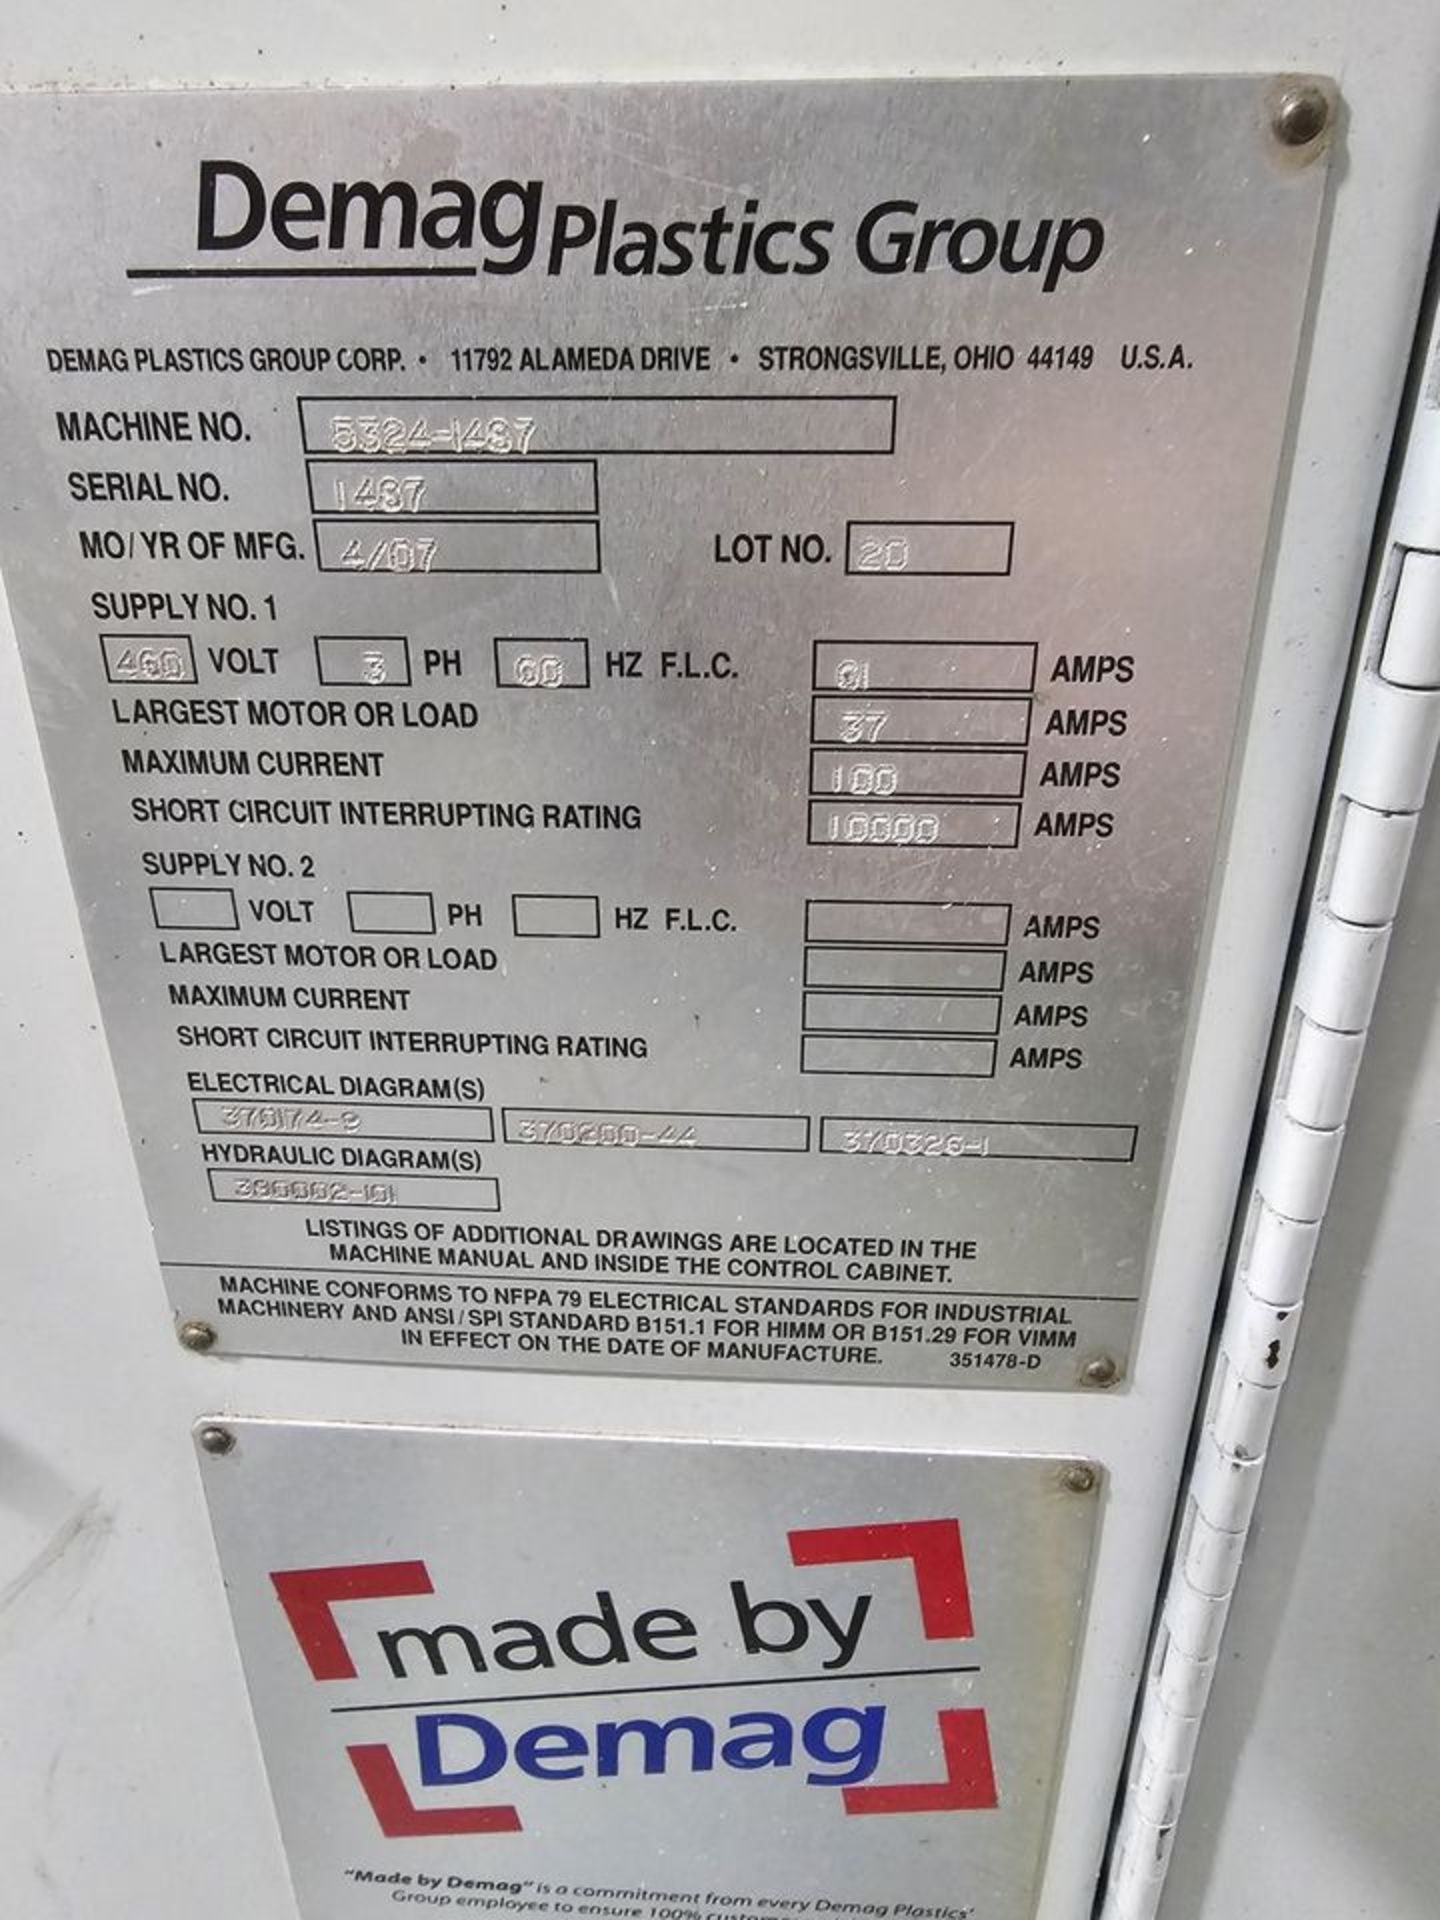 Demag Plastics Group
DEMAG PLASTICS GROUP CORP. • 11792 ALAMEDA DRIVE • STRONGSVILLE, OHIO 44149 U.S.A.
MACHINE NO. 5324-1487
SERIAL NO. 1487
MO/YR OF MFG. 4/07 LOT NO. 20
SUPPLY NO. 1
460 VOLT 3 PH 60 HZ F.L.C. AMPS
LARGEST MOTOR OR LOAD 37 AMPS
MAXIMUM CURRENT 100 AMPS
SHORT CIRCUIT INTERRUPTING RATING 10000 AMPS
SUPPLY NO. 2
VOLT PH HZ F.L.C. AMPS
LARGEST MOTOR OR LOAD AMPS
MAXIMUM CURRENT AMPS
SHORT CIRCUIT INTERRUPTING RATING AMPS
ELECTRICAL DIAGRAM(S)
370200-44 370326-1
HYDRAULIC DIAGRAM(S)
LISTINGS OF ADDITIONAL DRAWINGS ARE LOCATED IN THE
MACHINE MANUAL AND INSIDE THE CONTROL CABINET.
MACHINE CONFORMS TO NFPA 79 ELECTRICAL STANDARDS FOR INDUSTRIAL
MACHINERY AND ANSI/SPI STANDARD B151.1 FOR HIMM OR B151.29 FOR VIMM
IN EFFECT ON THE DATE OF MANUFACTURE. 351478-D
made by
Demag
"Made by Demag" is a commitment from every Demag Plastics'
Group employee to ensure 100%